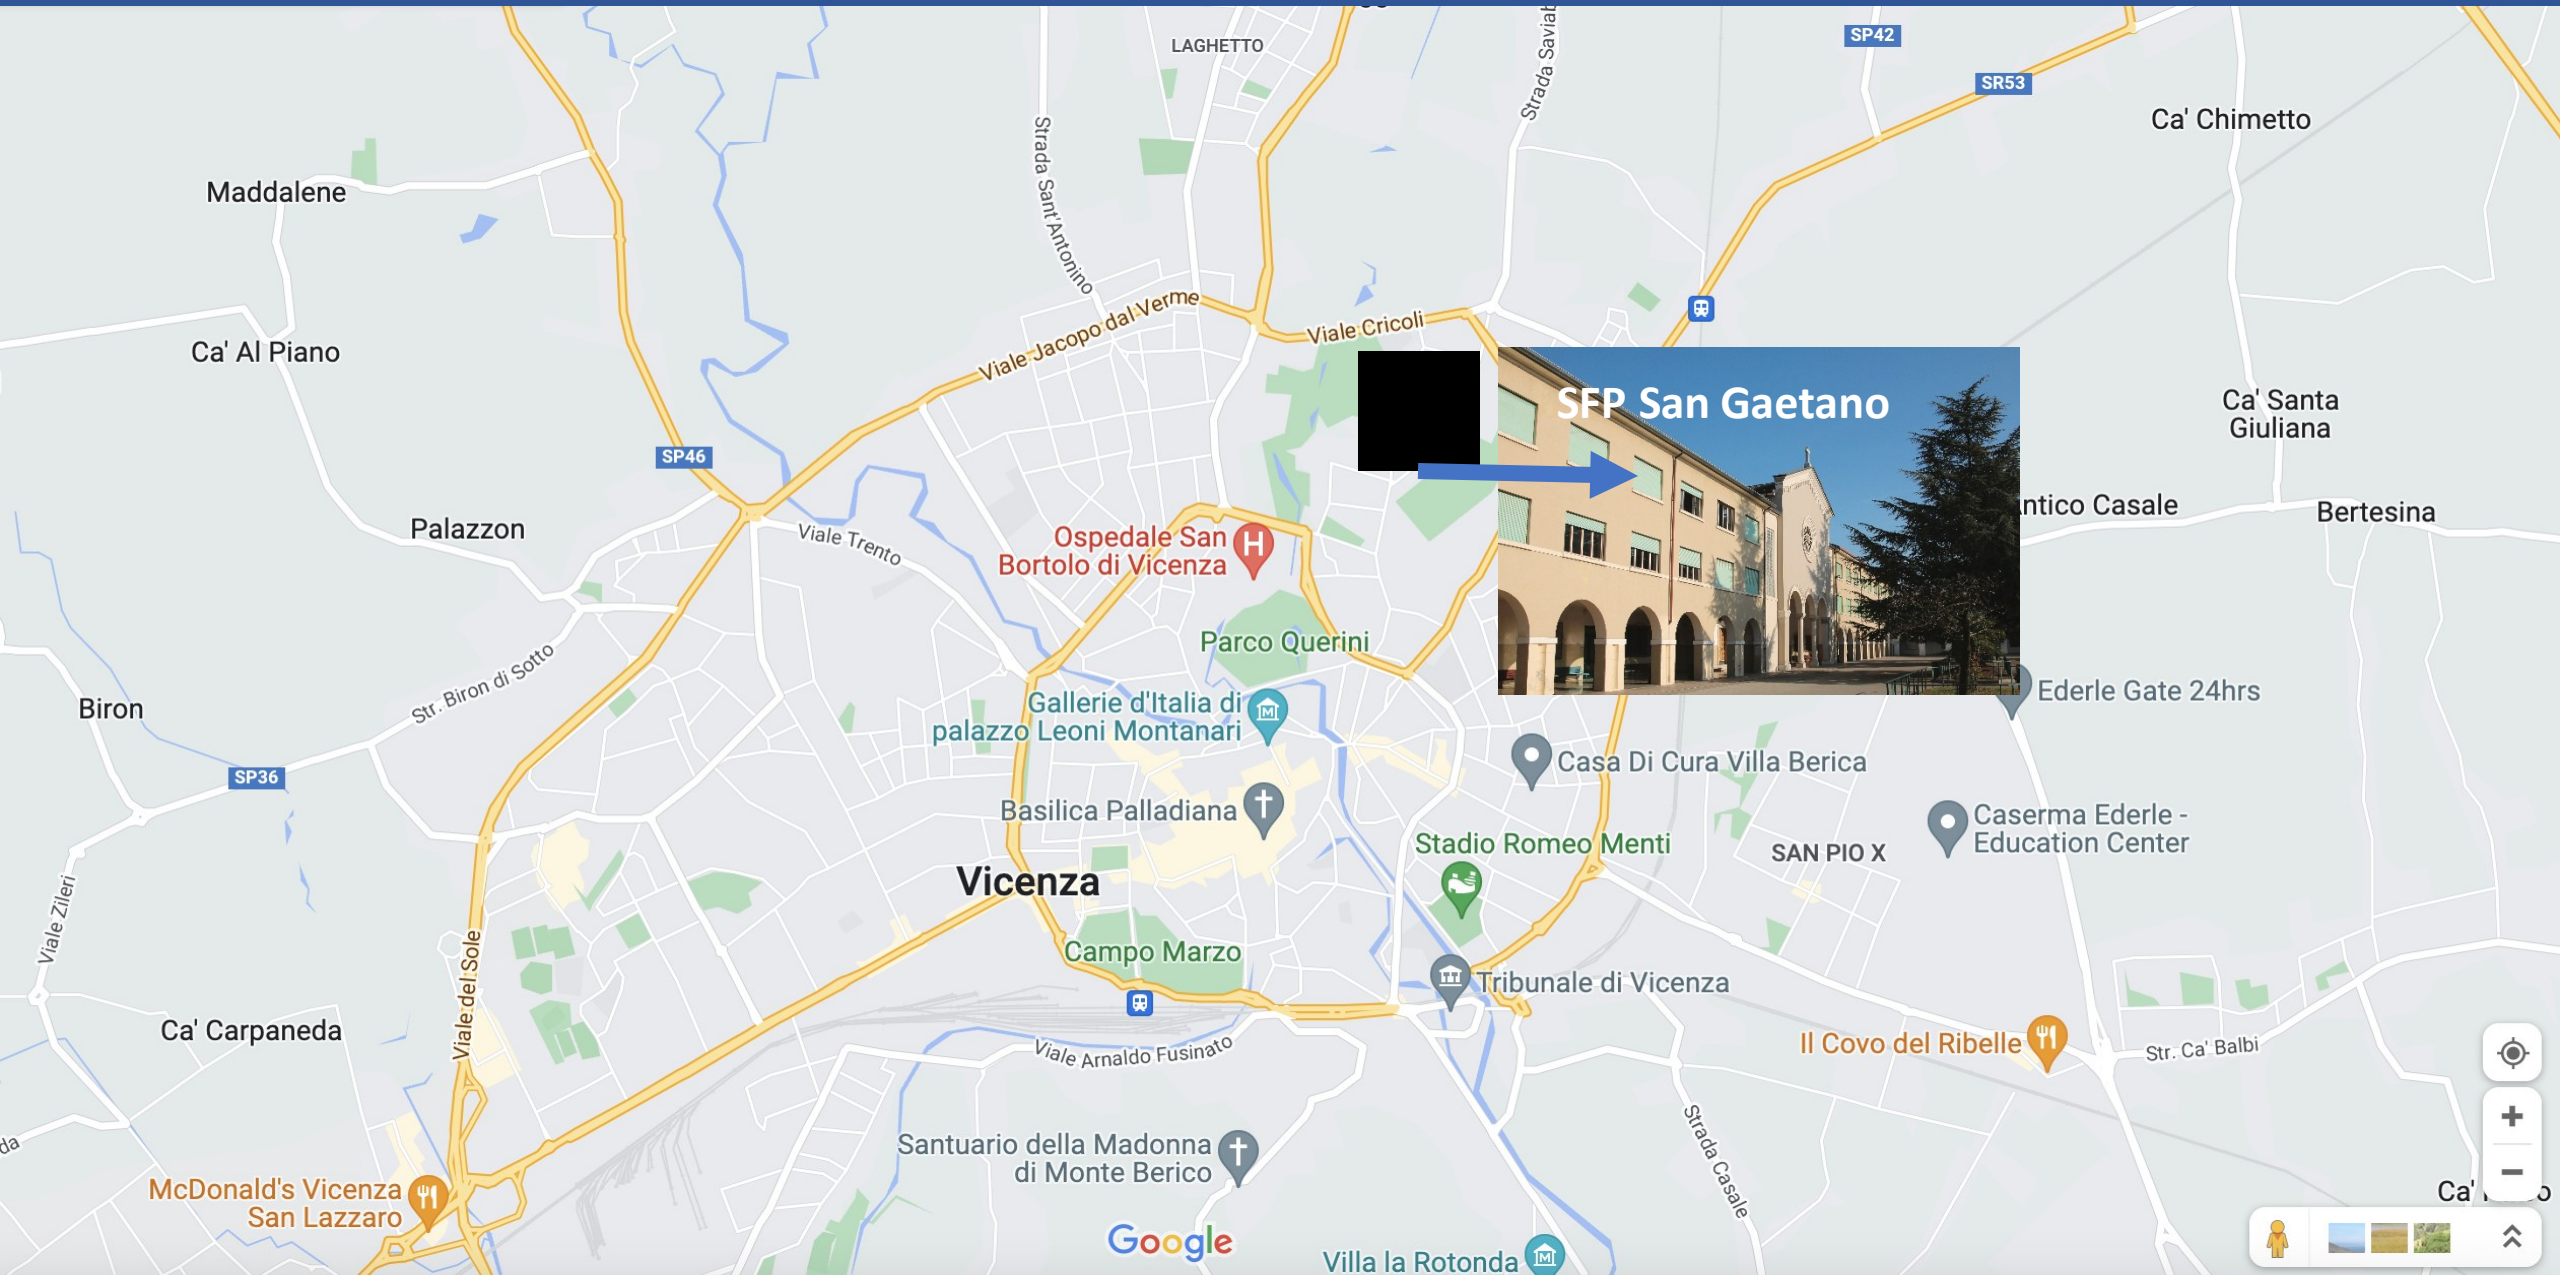 LAGHETTO
Strada Saviab
SP42
SR53
Ca' Chimetto
Strada Sant'Antonino
Maddalene
Viale Jacopo dal Verme
Viale Cricoli
Ca' Al Piano
SFP San Gaetano
Ca' Santa
Giuliana
SP46
ntico Casale
Bertesina
Palazzon
Viale Trento
Ospedale San
Bortolo di Vicenza
H
Parco Querini
Str. Biron di Sotto
Ederle Gate 24hrs
Biron
Gallerie d'Italia di
palazzo Leoni Montanari
M
Casa Di Cura Villa Berica
SP36
Basilica Palladiana
Caserma Ederle -
Education Center
Stadio Romeo Menti
SAN PIO X
Vicenza
Viale Zileri
Campo Marzo
Viale del Sole
Tribunale di Vicenza
Ca' Carpaneda
Viale Arnaldo Fusinato
Il Covo del Ribelle
Str. Ca' Balbi
da
Strada Casale
Santuario della Madonna
di Monte Berico
McDonald's Vicenza
San Lazzaro
Ca'
Google
Villa la Rotonda
M